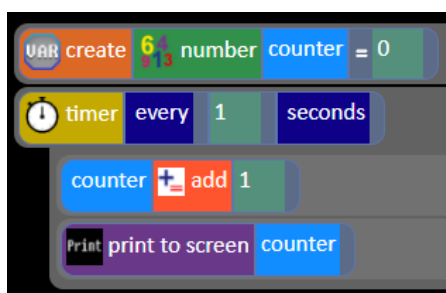 VAR create 64 913 number counter = 0
timer every 1 seconds
counter += add 1
Print print to screen counter